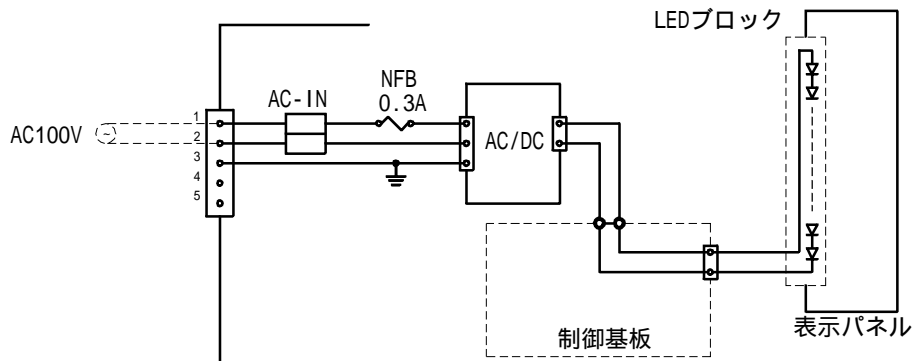 LEDブロック
NFB
0.3A
AC-IN
AC100V
~
1
2
3
4
5
AC/DC
制御基板
表示パネル